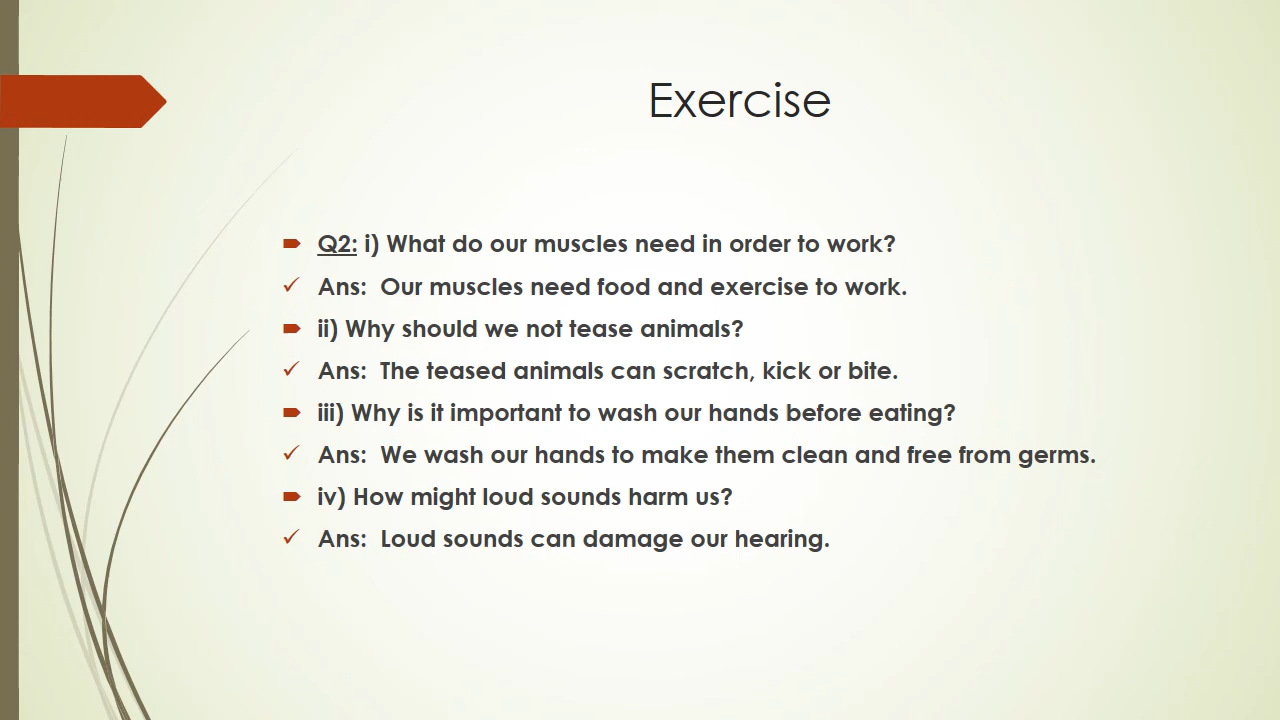 Exercise
Q2: i) What do our muscles need in order to work?
Ans:  Our muscles need food and exercise to work.
ii) Why should we not tease animals?
Ans:  The teased animals can scratch, kick or bite.
iii) Why is it important to wash our hands before eating?
Ans:  We wash our hands to make them clean and free from germs.
iv) How might loud sounds harm us?
Ans:  Loud sounds can damage our hearing.